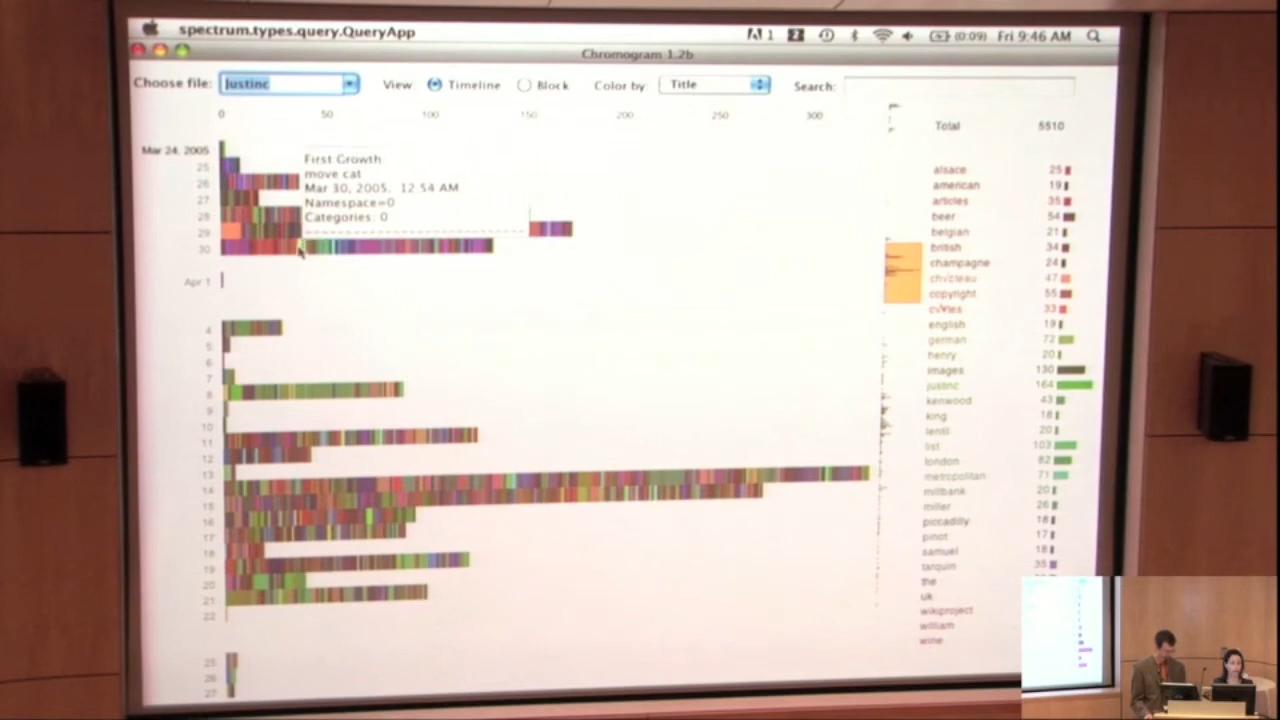 spectrum.types.query.QueryApp
1
2
(0:09) Fri 9:46 AM
Chromogram 1.2b
Choose file: Justinc View Timeline Block Color by: Title Search:
0 50 100 150 200 250 300
Total 5510
Mar 24, 2005
25
26
27
28
29
30
Apr 1
4
5
6
7
8
9
10
11
12
13
14
15
16
17
18
19
20
21
22
25
26
27
First Growth
move cat
Mar 30, 2005. 12 54 AM
Namespace=0
Categories: 0
alsace 25
american 19
articles 35
beer 54
belgian 21
british 34
champagne 24
47
copyright 55
33
english 19
german 72
henry 20
images 130
justinc 164
kenwood 43
king 18
lentil 20
list 103
london 82
metropolitan 71
millbank 20
miller 26
piccadilly 18
pinot 17
samuel 18
tarquin 35
the
uk
wikiproject
william
wine